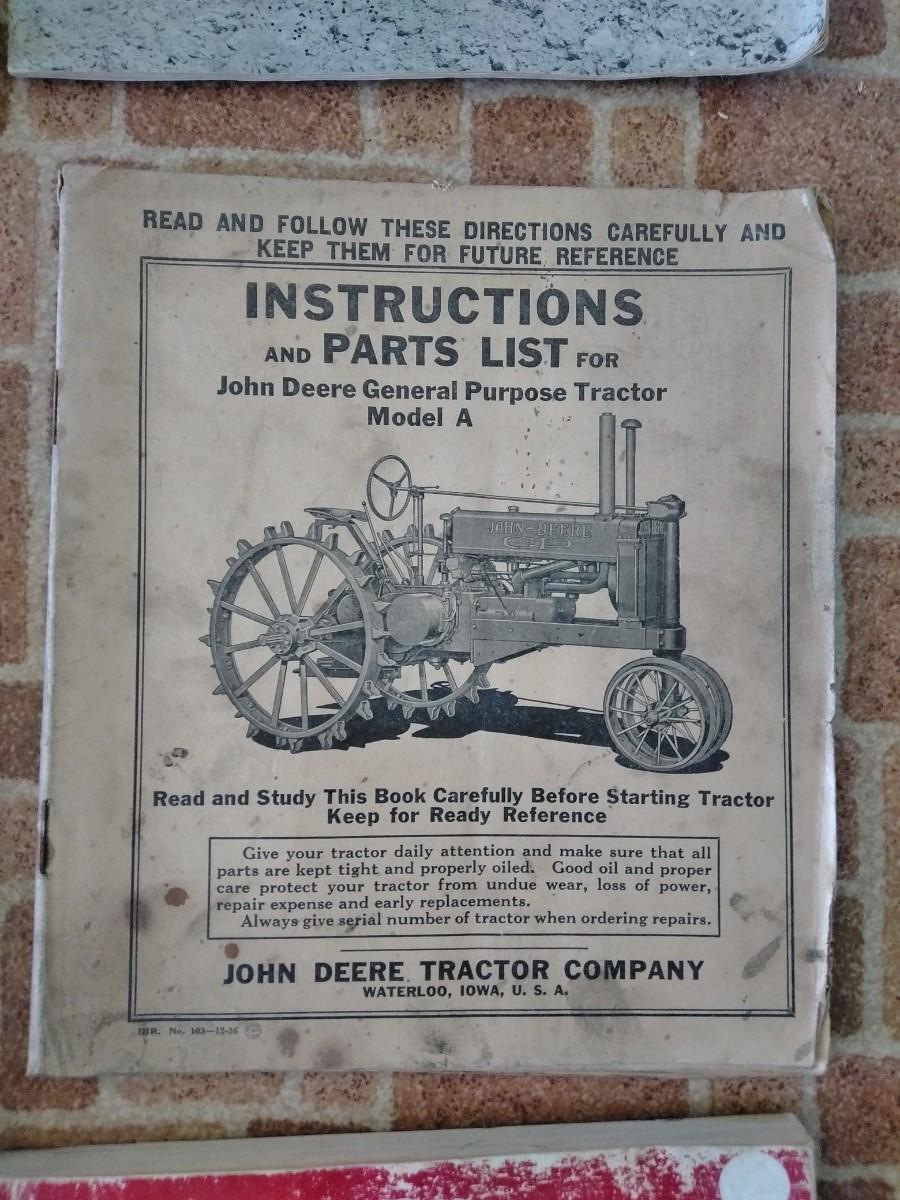 READ AND FOLLOW THESE DIRECTIONS CAREFULLY AND
KEEP THEM FOR FUTURE REFERENCE
INSTRUCTIONS
AND PARTS LIST FOR
John Deere General Purpose Tractor
Model A
JOHN DEERE
Read and Study This Book Carefully Before Starting Tractor
Keep for Ready Reference
Give your tractor daily attention and make sure that all
parts are kept tight and properly oiled. Good oil and proper
care protect your tractor from undue wear, loss of power,
repair expense and early replacements.
Always give serial number of tractor when ordering repairs.
JOHN DEERE TRACTOR COMPANY
WATERLOO, IOWA, U. S. A.
DIR. No. 103—12-36